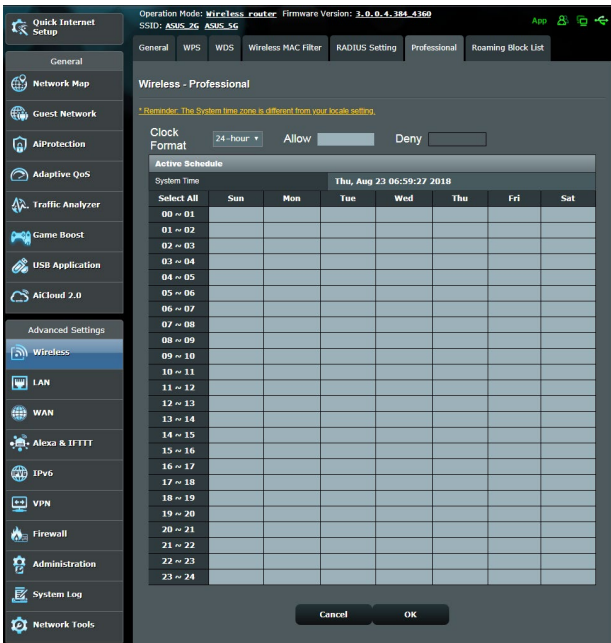 Quick Internet
Setup
General
Network Map
Guest Network
AiProtection
Adaptive QoS
Traffic Analyzer
Game Boost
USB Application
AiCloud 2.0
Advanced Settings
Wireless
LAN
WAN
Alexa & IFTTT
IPv6
VPN
Firewall
Administration
System Log
Network Tools
Operation Mode: Wireless router Firmware Version: 3.0.0.4.384_4360
SSID: ASUS_2G ASUS_5G
App
General WPS WDS Wireless MAC Filter RADIUS Setting Professional Roaming Block List
Wireless - Professional
* Reminder: The System time zone is different from your locale setting.
Clock
Format 24-hour Allow Deny
Active Schedule
System Time Thu, Aug 23 06:59:27 2018
Select All Sun Mon Tue Wed Thu Fri Sat
00 ~ 01
01 ~ 02
02 ~ 03
03 ~ 04
04 ~ 05
05 ~ 06
06 ~ 07
07 ~ 08
08 ~ 09
09 ~ 10
10 ~ 11
11 ~ 12
12 ~ 13
13 ~ 14
14 ~ 15
15 ~ 16
16 ~ 17
17 ~ 18
18 ~ 19
19 ~ 20
20 ~ 21
21 ~ 22
22 ~ 23
23 ~ 24
Cancel OK